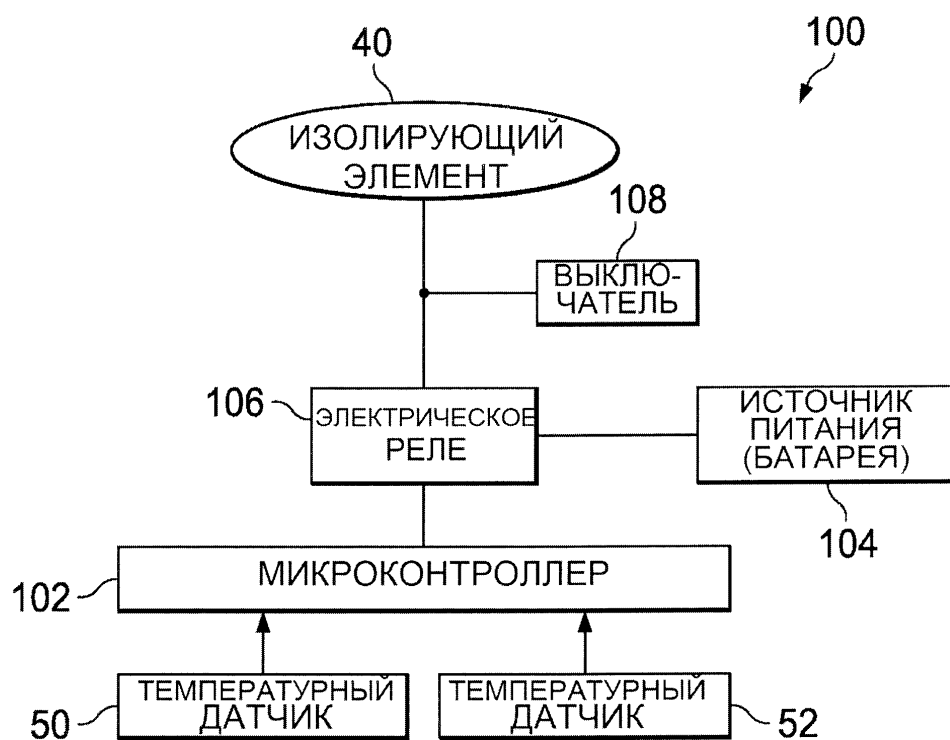 40
100
ИЗОЛИРУЮЩИЙ
ЭЛЕМЕНТ
108
ВЫКЛЮ-
ЧАТЕЛЬ
106
ЭЛЕКТРИЧЕСКОЕ
РЕЛЕ
ИСТОЧНИК
ПИТАНИЯ
(БАТАРЕЯ)
104
МИКРОКОНТРОЛЛЕР
102
ТЕМПЕРАТУРНЫЙ
ДАТЧИК
50
ТЕМПЕРАТУРНЫЙ
ДАТЧИК
52